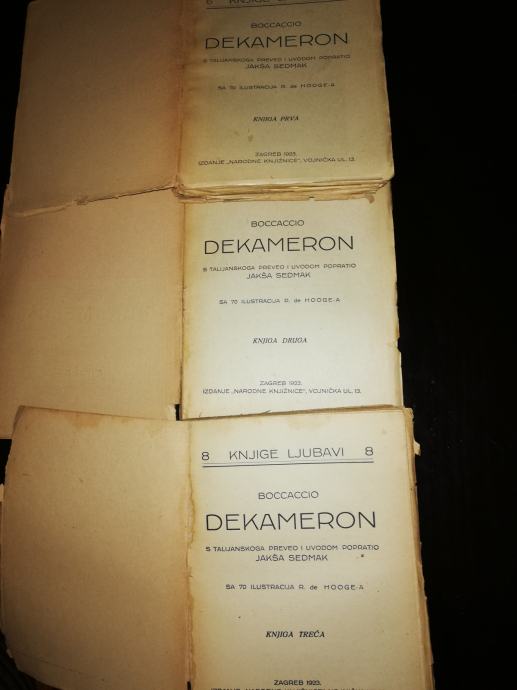 6 KNJIGE
BOCCACCIO
DEKAMERON
S TALIJANSKOGA PREVEO I UVODOM POPRATIO
JAKŠA SEDMAK
SA 70 ILUSTRACIJA R. de HOOGE-A
KNJIGA PRVA
ZAGREB 1923.
IZDANJE „NARODNE KNJIŽNICE", VOJNIČKA UL. 13.
BOCCACCIO
DEKAMERON
S TALIJANSKOGA PREVEO I UVODOM POPRATIO
JAKŠA SEDMAK
SA 70 ILUSTRACIJA R. de HOOGE-A
KNJIGA DRUGA
ZAGREB 1923.
IZDANJE „NARODNE KNJIŽNICE", VOJNIČKA UL. 13.
8 KNJIGE LJUBAVI 8
BOCCACCIO
DEKAMERON
S TALIJANSKOGA PREVEO I UVODOM POPRATIO
JAKŠA SEDMAK
SA 70 ILUSTRACIJA R. de HOOGE-A
KNJIGA TREĆA
ZAGREB 1923.